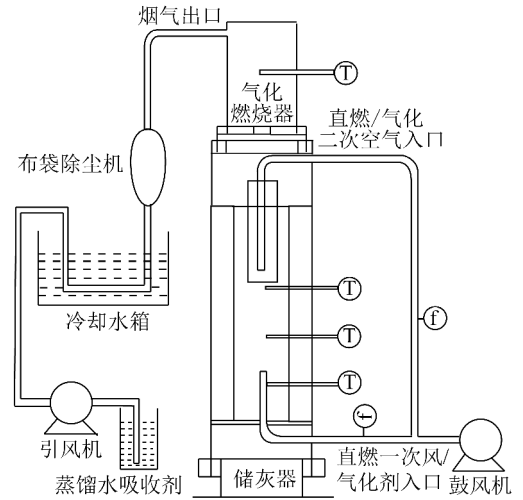 烟气出口
T
气化
燃烧器
直燃/气化
二次空气入口
布袋除尘机
T
冷却水箱
f
T
T
f
引风机
直燃一次风/
气化剂入口
储灰器
蒸馏水吸收剂
鼓风机